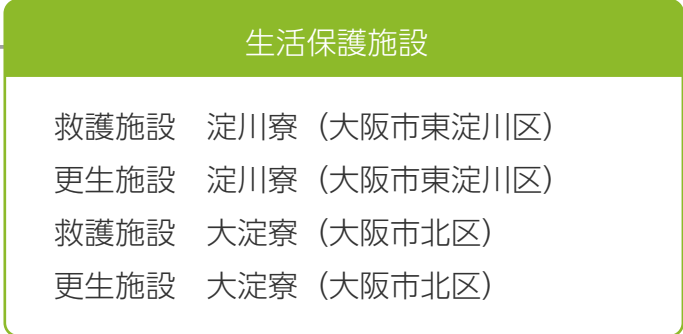 生活保護施設
救護施設　淀川寮（大阪市東淀川区）
更生施設　淀川寮（大阪市東淀川区）
救護施設　大淀寮（大阪市北区）
更生施設　大淀寮（大阪市北区）